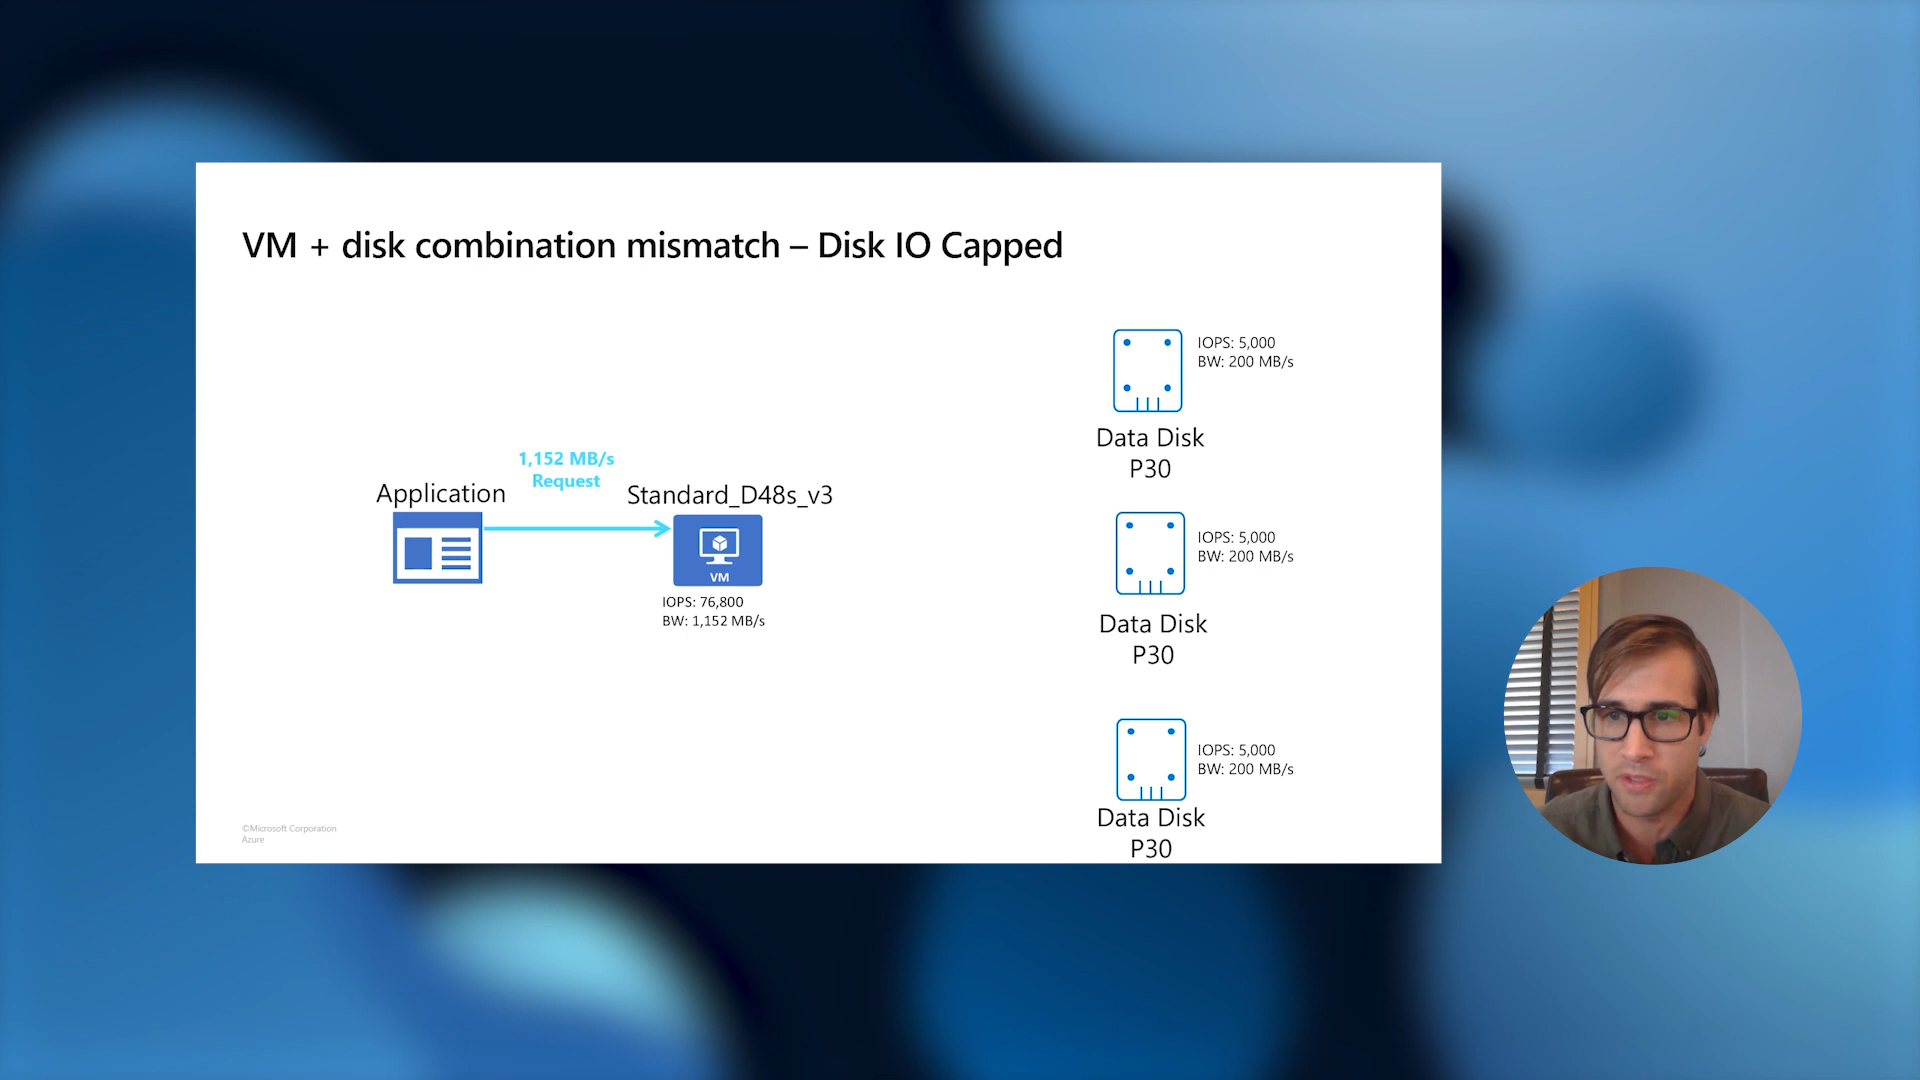 VM + disk combination mismatch – Disk IO Capped
1,152 MB/s
Request
Application
Standard_D48s_v3
VM
IOPS: 76,800
BW: 1,152 MB/s
IOPS: 5,000
BW: 200 MB/s
Data Disk
P30
IOPS: 5,000
BW: 200 MB/s
Data Disk
P30
IOPS: 5,000
BW: 200 MB/s
Data Disk
P30
©Microsoft Corporation
Azure